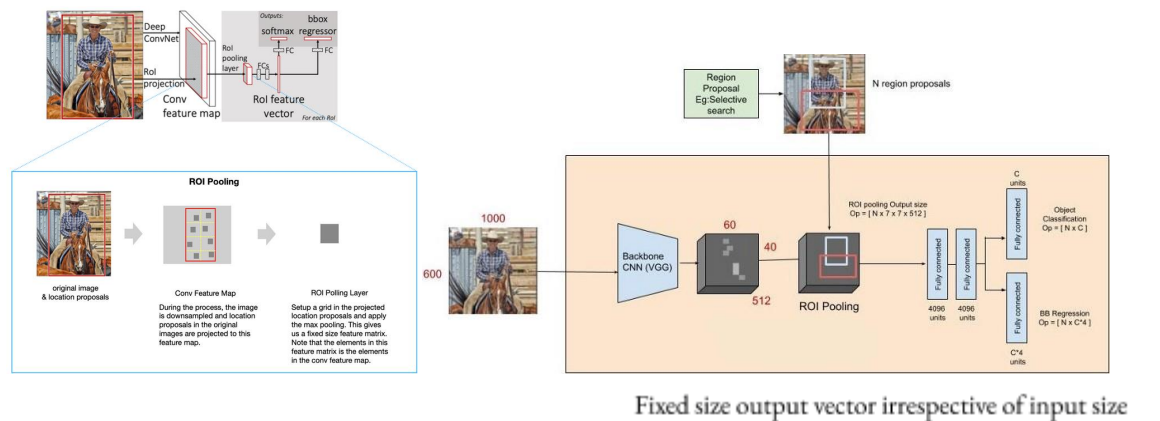 Deep
ConvNet
RoI
projection
Conv
feature map
RoI
pooling
layer
FCs
Outputs:
softmax
bbox
regressor
FC
FC
RoI feature
vector
For each RoI
ROI Pooling
original image
& location proposals
Conv Feature Map
During the process, the image
is downsampled and location
proposals in the original
images are projected to this
feature map.
ROI Polling Layer
Setup a grid in the projected
location proposals and apply
the max pooling. This gives
us a fixed size feature matrix.
Note that the elements in this
feature matrix is the elements
in the conv feature map.
Region
Proposal
Eg:Selective
search
N region proposals
1000
600
Backbone
CNN (VGG)
60
40
512
ROI pooling Output size
Op = [ N x 7 x 7 x 512 ]
ROI Pooling
Fully connected
4096
units
Fully connected
4096
units
C
units
Fully connected
Object
Classification
Op = [ N x C ]
Fully connected
BB Regression
Op = [ N x C*4 ]
C*4
units
Fixed size output vector irrespective of input size